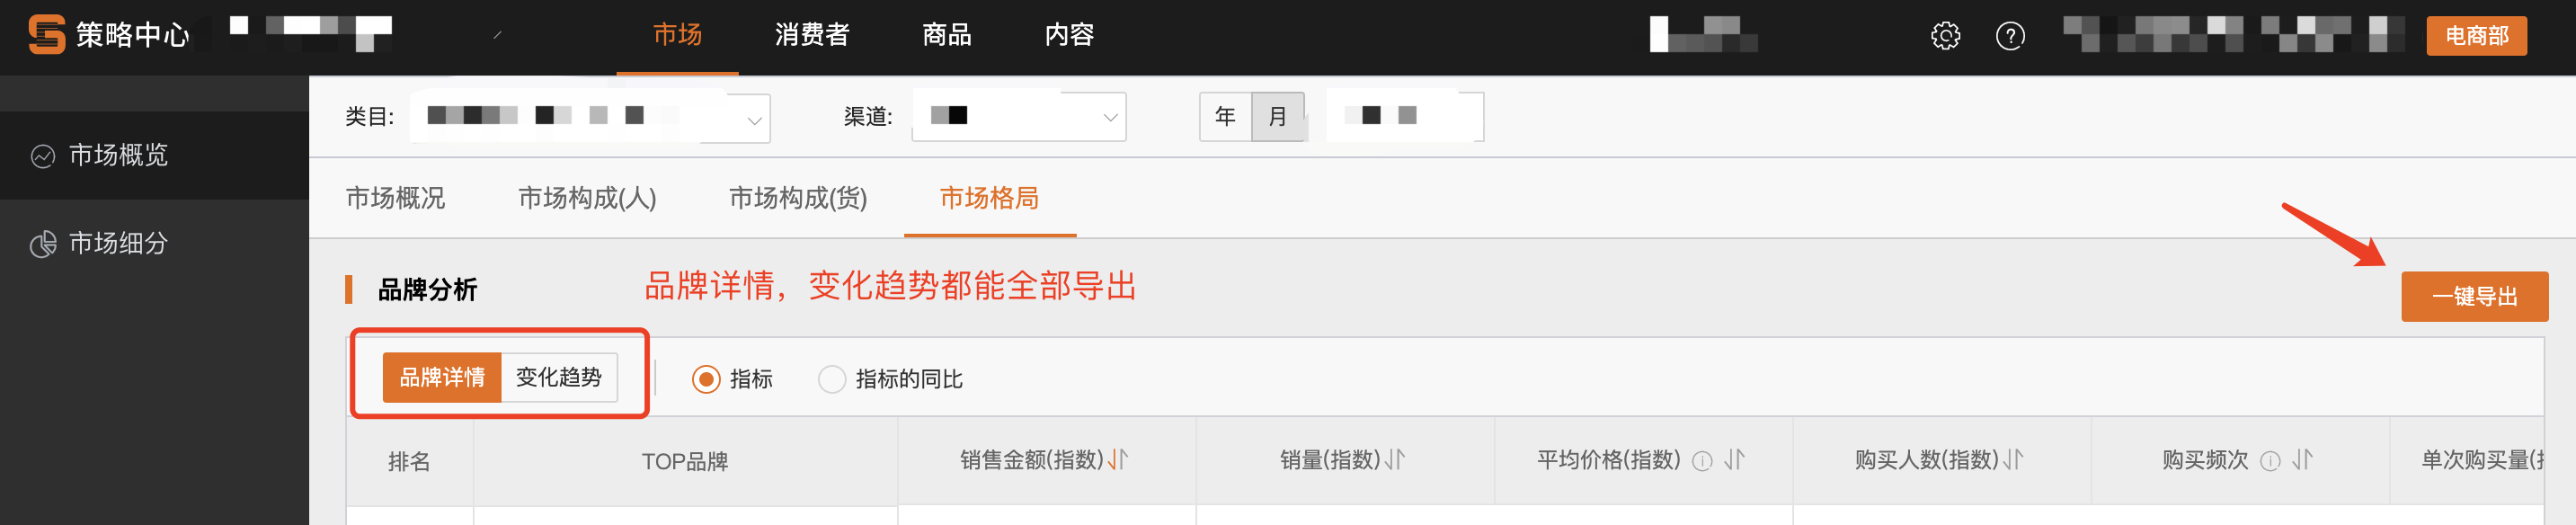 策略中心
市场 消费者 商品 内容
电商部
类目: 渠道: 年 月
市场概览
市场细分
市场概况 市场构成(人) 市场构成(货) 市场格局
品牌分析
品牌详情，变化趋势都能全部导出
一键导出
品牌详情 变化趋势 指标 指标的同比
排名 TOP品牌 销售金额(指数) 销量(指数) 平均价格(指数) 购买人数(指数) 购买频次 单次购买量(